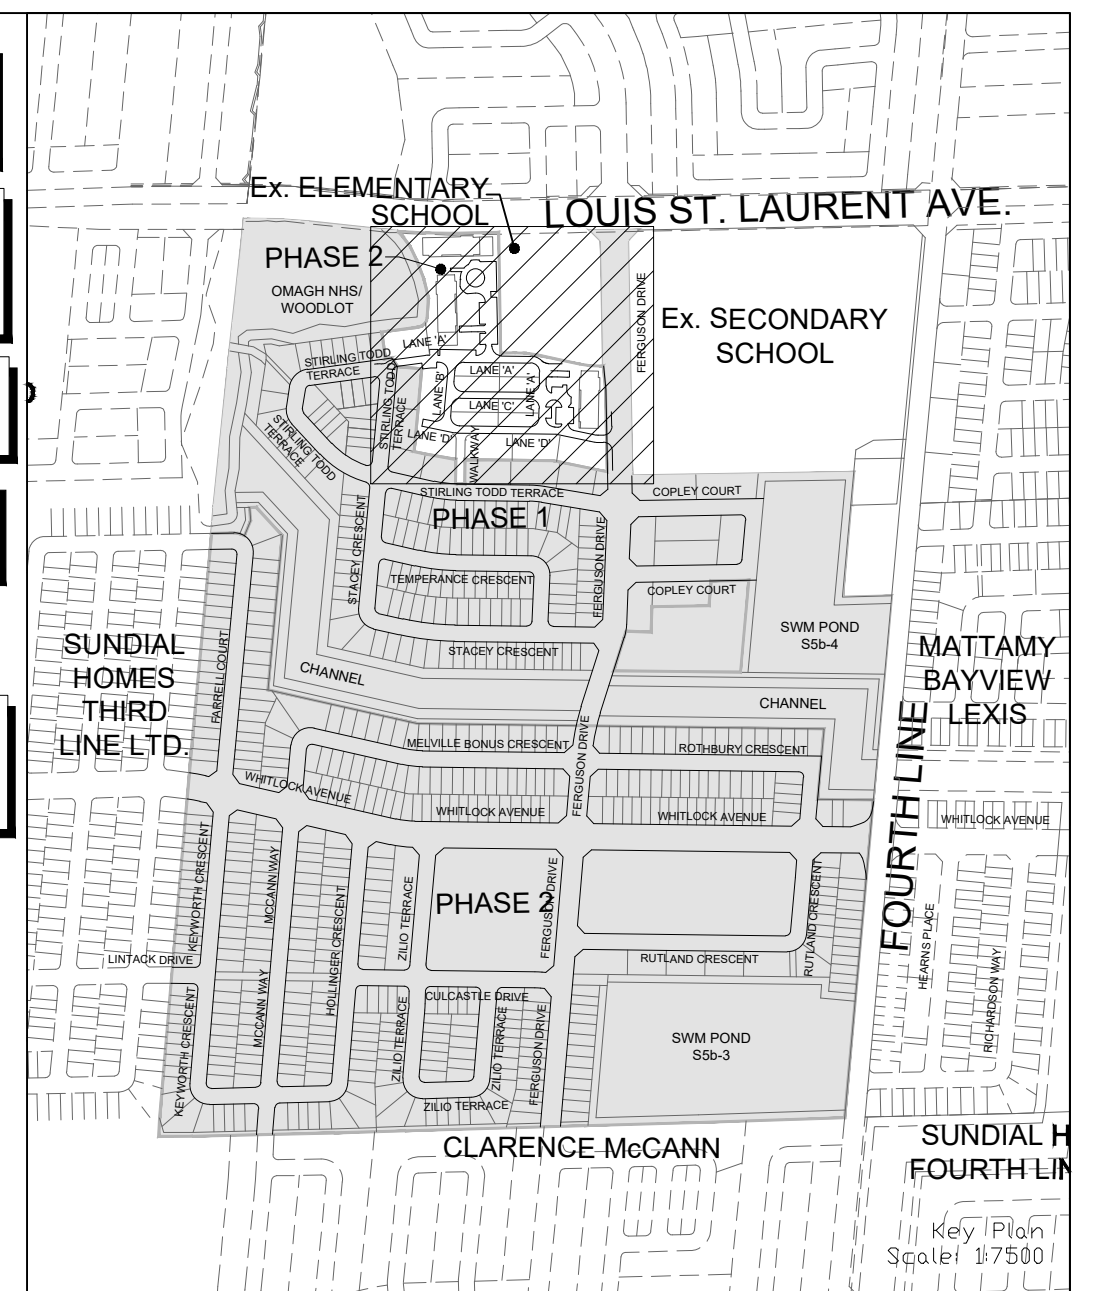 Ex. ELEMENTARY
SCHOOL
LOUIS ST. LAURENT AVE.
PHASE 2
OMAGH NHS/
WOODLOT
FERGUSON DRIVE
Ex. SECONDARY
SCHOOL
LANE 'A'
STIRLING TODD
TERRACE
LANE 'A'
LANE 'B'
LANE 'A'
STIRLING TODD
TERRACE
LANE 'C'
STIRLING TODD
TERRACE
LANE 'D'
LANE 'D'
WALKWAY
STIRLING TODD TERRACE
COPLEY COURT
PHASE 1
STACEY CRESCENT
FERGUSON DRIVE
TEMPERANCE CRESCENT
COPLEY COURT
SWM POND
S5b-4
SUNDIAL
HOMES
THIRD
LINE LTD.
FARRELL COURT
STACEY CRESCENT
CHANNEL
CHANNEL
MATTAMY
BAYVIEW
LEXIS
FERGUSON DRIVE
MELVILLE BONUS CRESCENT
ROTHBURY CRESCENT
WHITLOCK AVENUE
WHITLOCK AVENUE
WHITLOCK AVENUE
FOURTH LINE
WHITLOCK AVENUE
KEYWORTH CRESCENT
MCCANN WAY
HOLLINGER CRESCENT
ZILIO TERRACE
PHASE 2
FERGUSON DRIVE
RUTLAND CRESCENT
HEARNS PLACE
RICHARDSON WAY
LINTACK DRIVE
RUTLAND CRESCENT
KEYWORTH CRESCENT
MCCANN WAY
CULCASTLE DRIVE
ZILIO TERRACE
ZILIO TERRACE
FERGUSON DRIVE
SWM POND
S5b-3
ZILIO TERRACE
CLARENCE McCANN
SUNDIAL H
FOURTH LIN
Key Plan
Scale: 1:7500